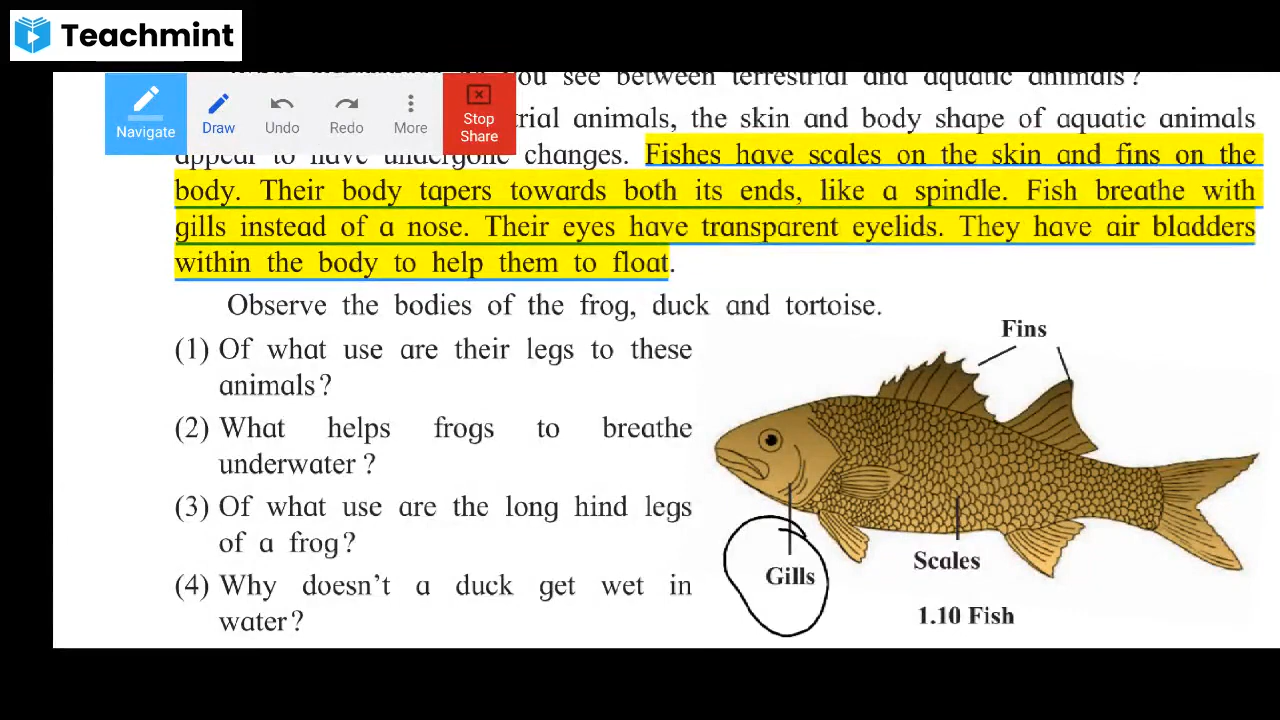 Teachmint
you see between terrestrial and aquatic animals?
Navigate
Draw
Undo
Redo
More
Stop
Share
trial animals, the skin and body shape of aquatic animals
appear to have undergone changes. Fishes have scales on the skin and fins on the
body. Their body tapers towards both its ends, like a spindle. Fish breathe with
gills instead of a nose. Their eyes have transparent eyelids. They have air bladders
within the body to help them to float.
Observe the bodies of the frog, duck and tortoise.
(1) Of what use are their legs to these
animals?
(2) What helps frogs to breathe
underwater?
(3) Of what use are the long hind legs
of a frog?
(4) Why doesn't a duck get wet in
water?
Fins
Gills
Scales
1.10 Fish